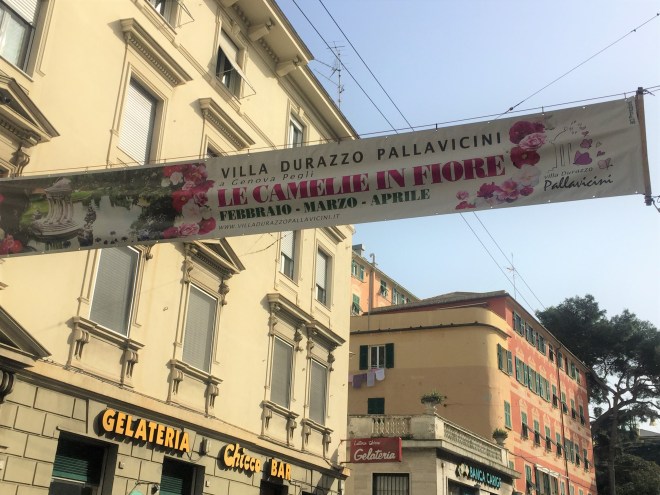 VILLA DURAZZO PALLAVICINI
a Genova Pegli
LE CAMELIE IN FIORE
FEBBRAIO - MARZO - APRILE
WWW.VILLADURAZZOPALLAVICINI.IT
villa Durazzo
Pallavicini
GELATERIA
Chicco BAR
Gelateria
BANCA CARIGE